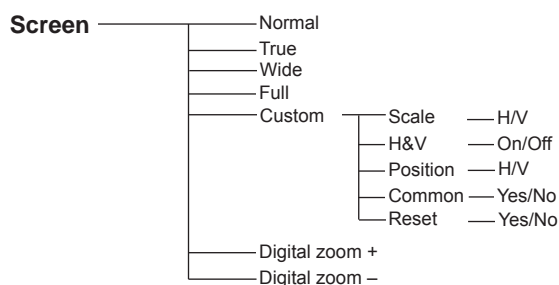 Screen Normal
True
Wide
Full
Custom Scale H/V
H&V On/Off
Position H/V
Common Yes/No
Reset Yes/No
Digital zoom +
Digital zoom –